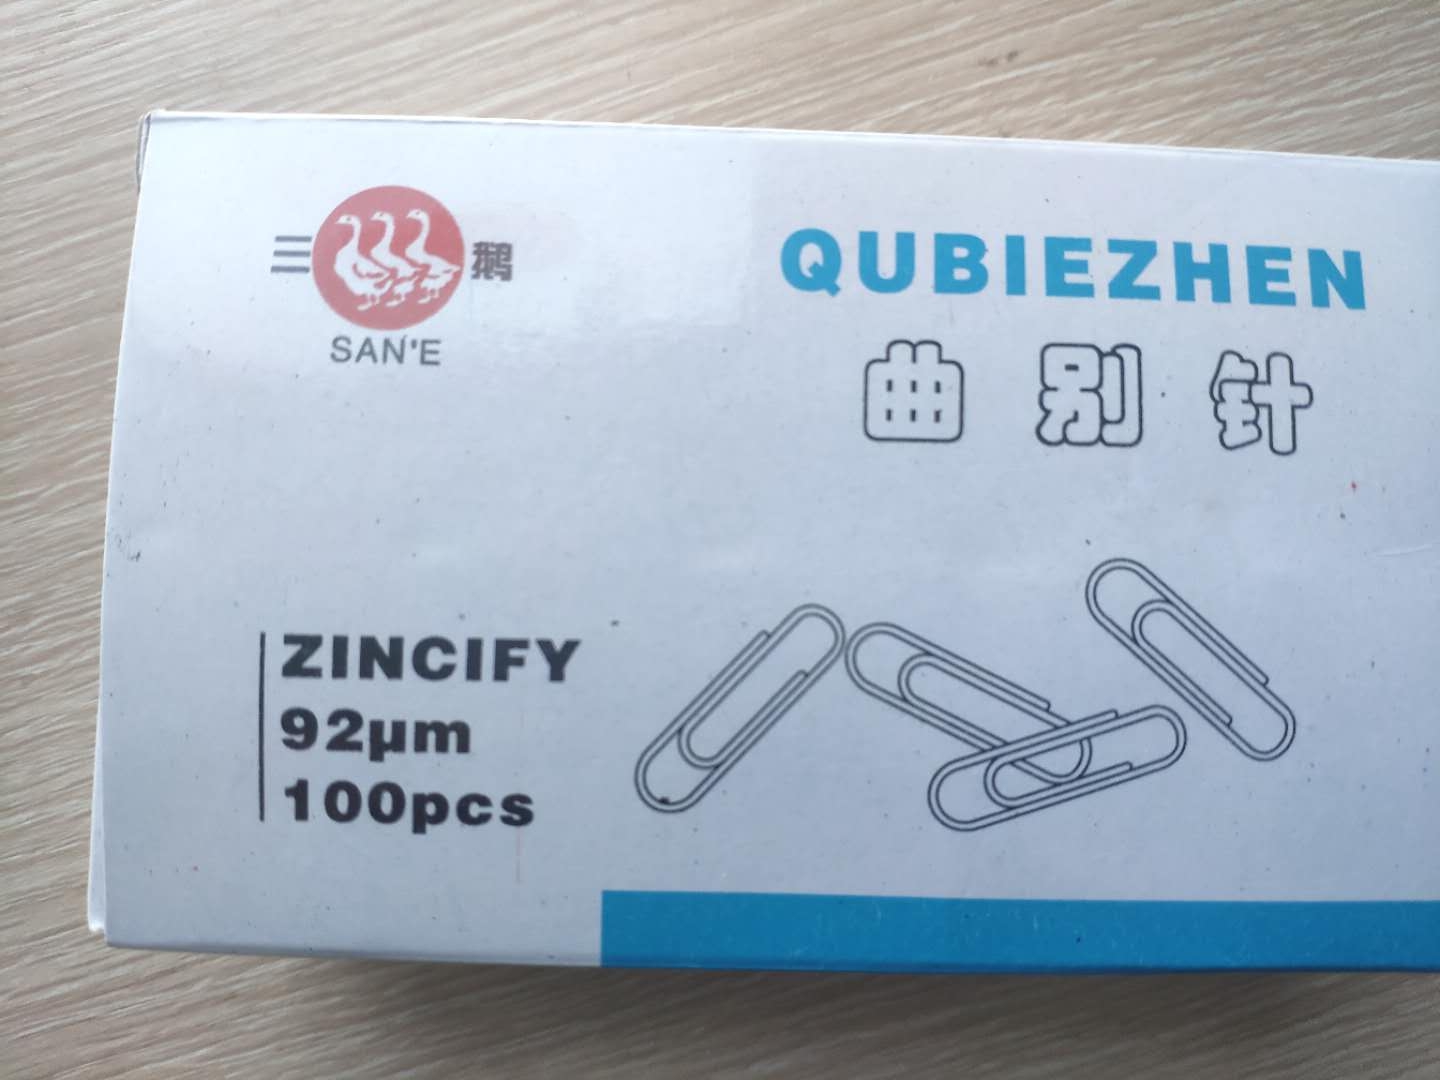 三 鹅
SAN'E
QUBIEZHEN
曲别针
ZINCIFY
92µm
100pcs